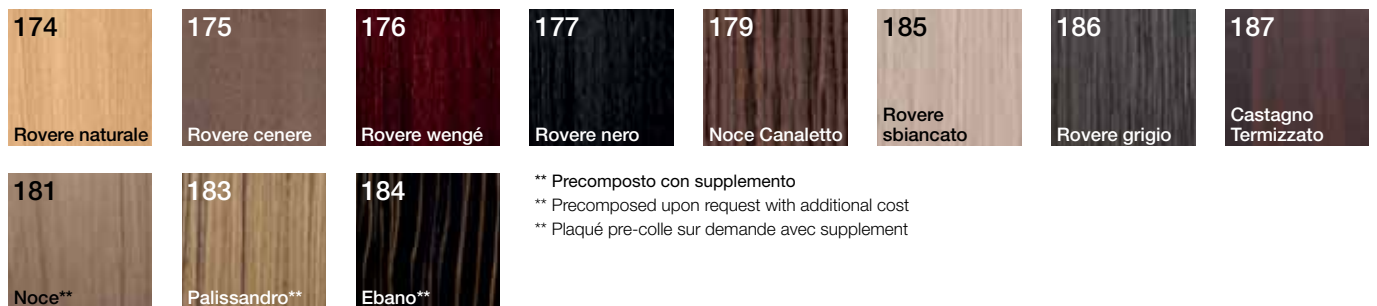 174
Rovere naturale
175
Rovere cenere
176
Rovere wengé
177
Rovere nero
179
Noce Canaletto
185
Rovere
sbiancato
186
Rovere grigio
187
Castagno
Termizzato
181
Noce**
183
Palissandro**
184
Ebano**
** Precomposto con supplemento
** Precomposed upon request with additional cost
** Plaqué pre-colle sur demande avec supplement